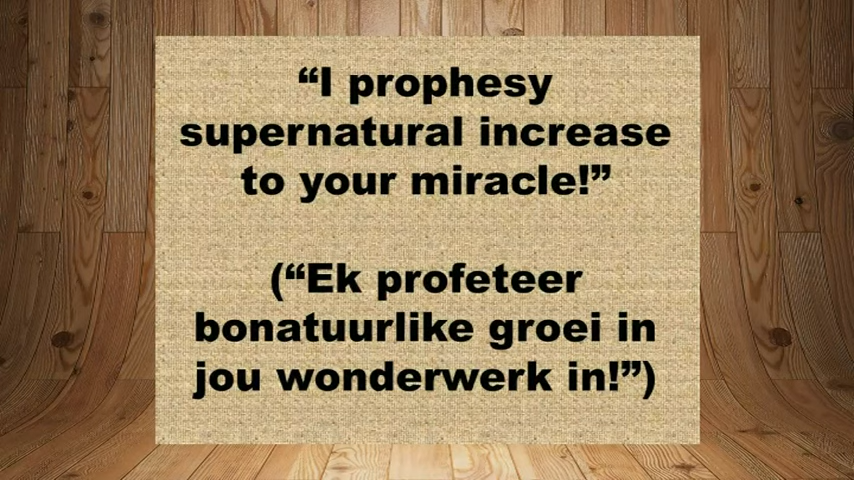 “I prophesy
supernatural increase
to your miracle!”
(“Ek profeteer
bonatuurlike groei in
jou wonderwerk in!”)